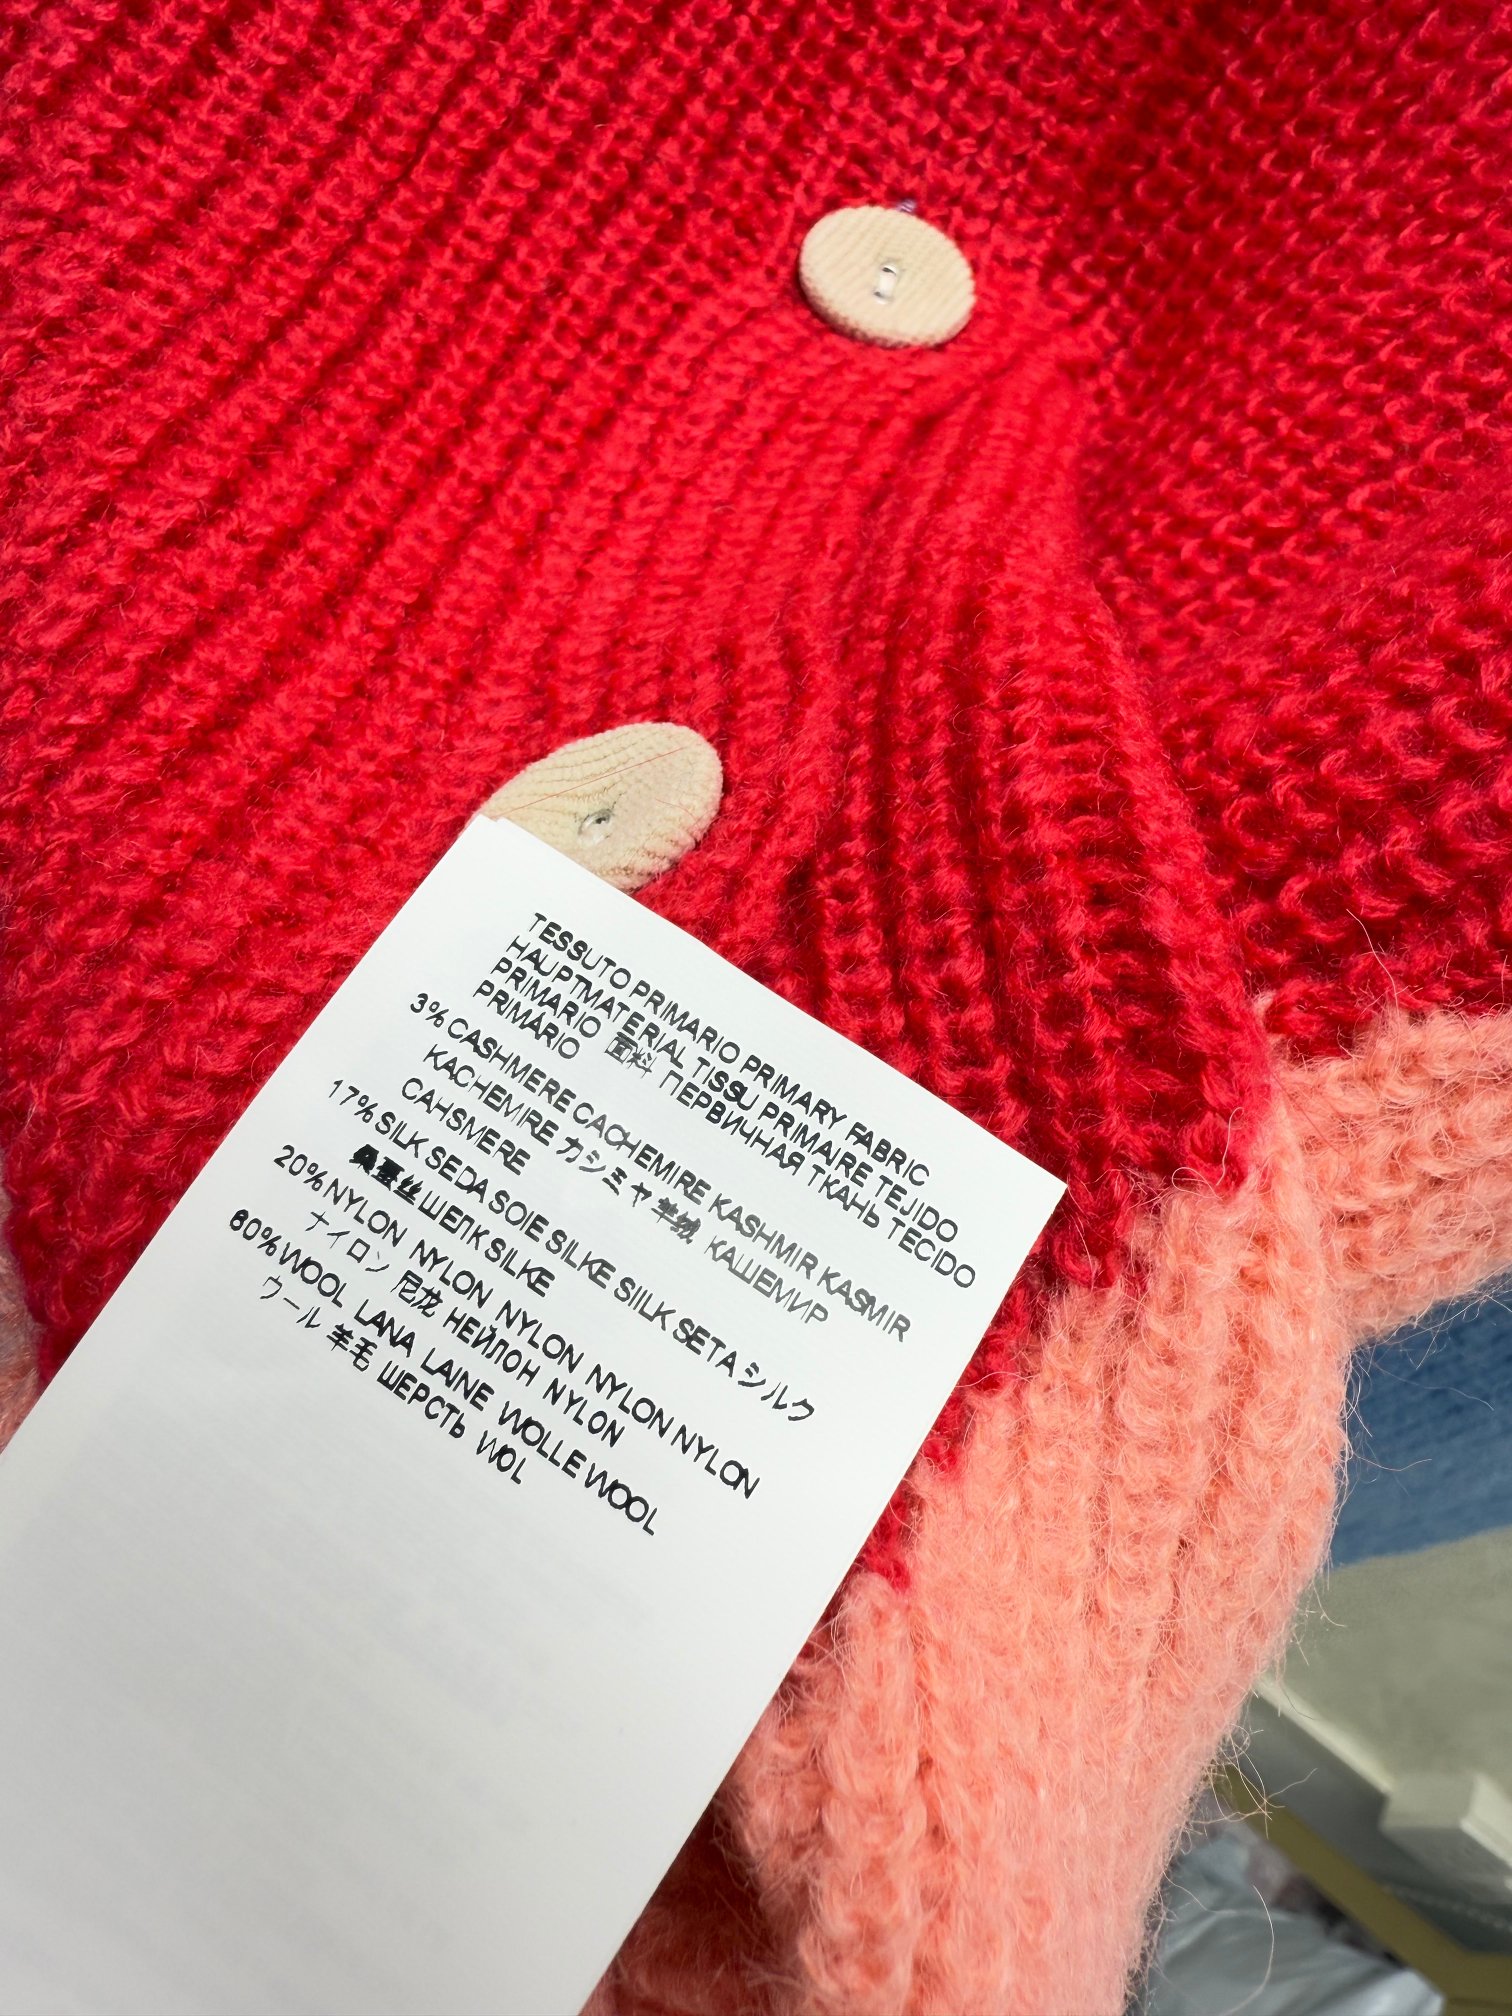 TESSUTO PRIMARIO PRIMARY FABRIC
HAUPTMATERIAL TISSU PRIMAIRE TEJIDO
PRIMARIO 面料 ПЕРВИЧНАЯ ТКАНЬ TECIDO
PRIMÁRIO
3% CASHMERE CACHEMIRE KASHMIR KASMIR
KACHEMIRE カシミヤ 羊绒 КАШЕМИР
CAHSMERE
17% SILK SEDA SOIE SILKE SIILK SETA シルク
桑蚕丝 ШЕПК SILKE
20% NYLON NYLON NYLON NYLON NYLON
ナイロン 尼龙 НЕЙЛОН NYLON
60% WOOL LANA LAINE WOLLE WOOL
ウール 羊毛 ШЕРСТЬ WOL